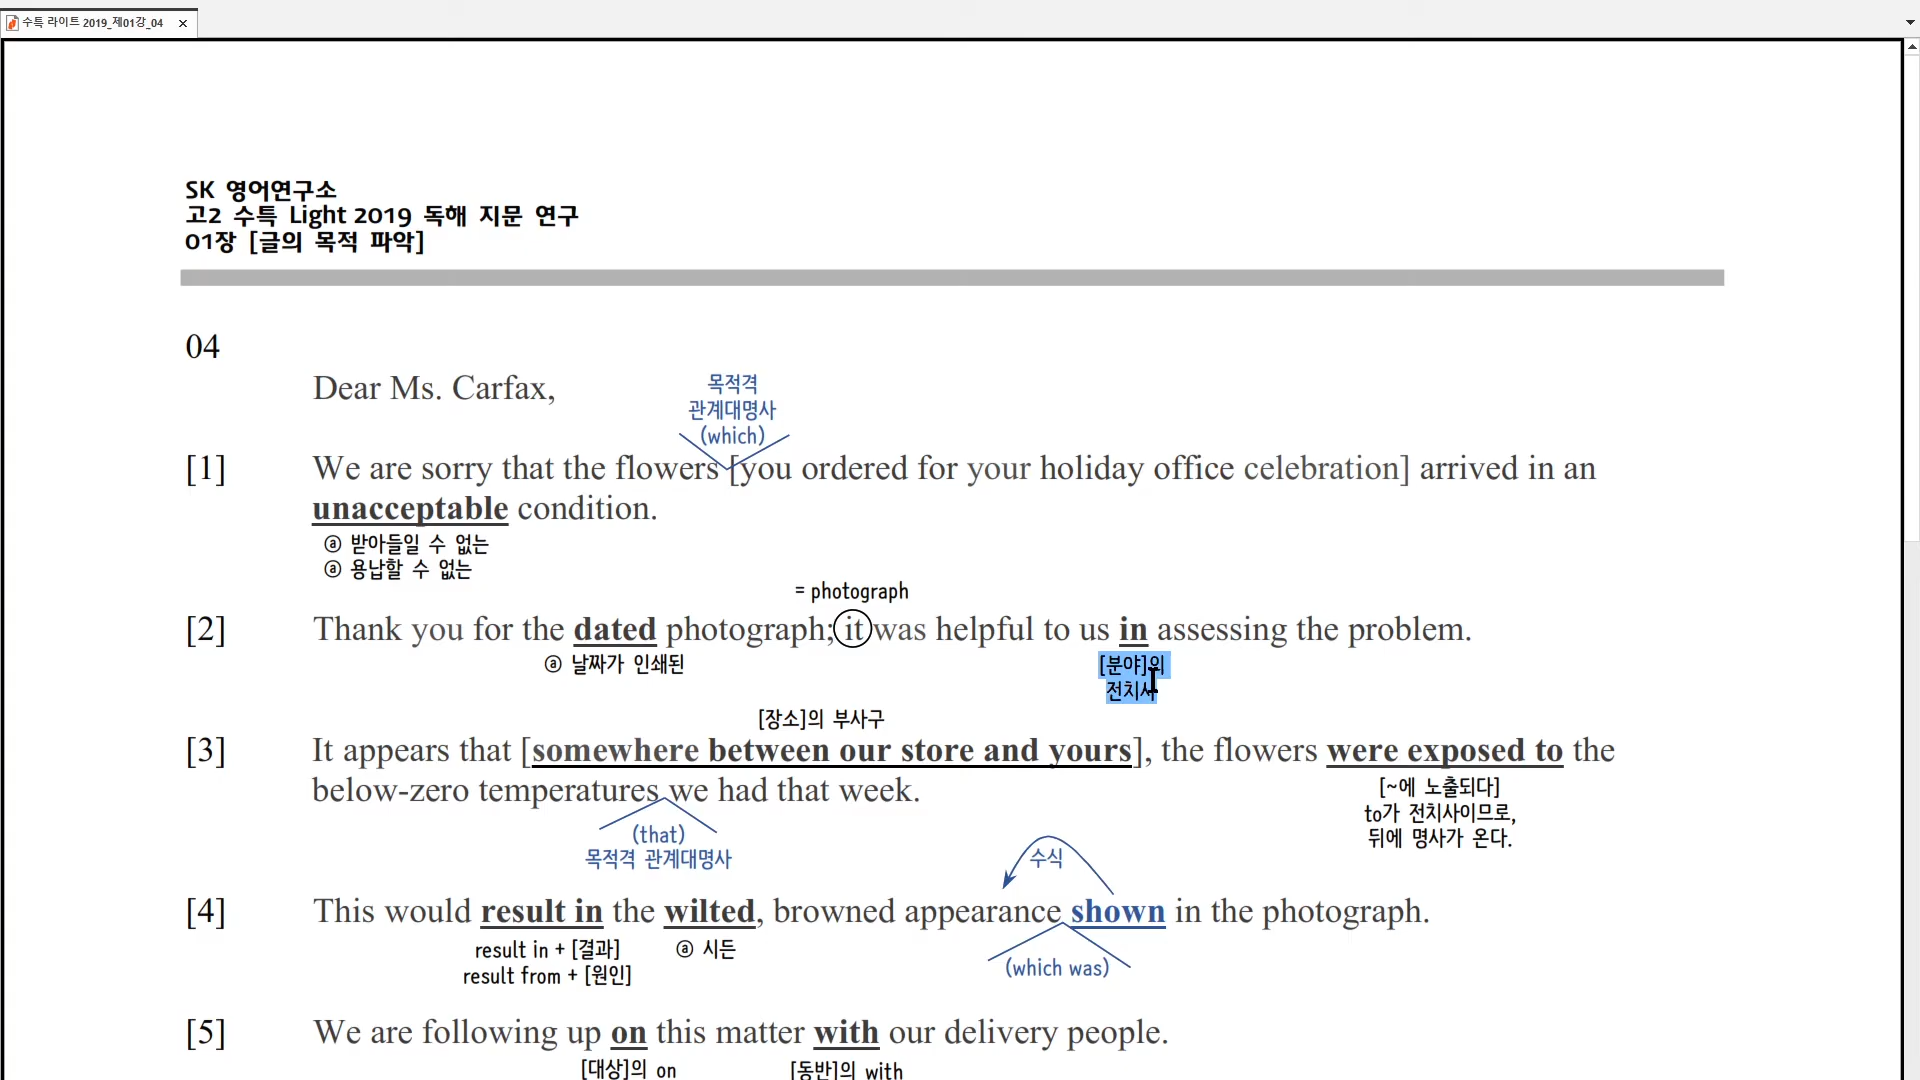 수특 라이트 2019_제01강_04
SK 영어연구소
고2 수특 Light 2019 독해 지문 연구
01장 [글의 목적 파악]
04
Dear Ms. Carfax,
목적격
관계대명사
(which)
[1] We are sorry that the flowers [you ordered for your holiday office celebration] arrived in an
unacceptable condition.
ⓐ 받아들일 수 없는
ⓐ 용납할 수 없는
= photograph
[2] Thank you for the dated photograph; it was helpful to us in assessing the problem.
ⓐ 날짜가 인쇄된
[분야]의
전치사
[장소]의 부사구
[3] It appears that [somewhere between our store and yours], the flowers were exposed to the
below-zero temperatures we had that week.
[~에 노출되다]
to가 전치사이므로,
뒤에 명사가 온다.
(that)
목적격 관계대명사
수식
[4] This would result in the wilted, browned appearance shown in the photograph.
result in + [결과]
result from + [원인]
ⓐ 시든
(which was)
[5] We are following up on this matter with our delivery people.
[대상]의 on
[동반]의 with